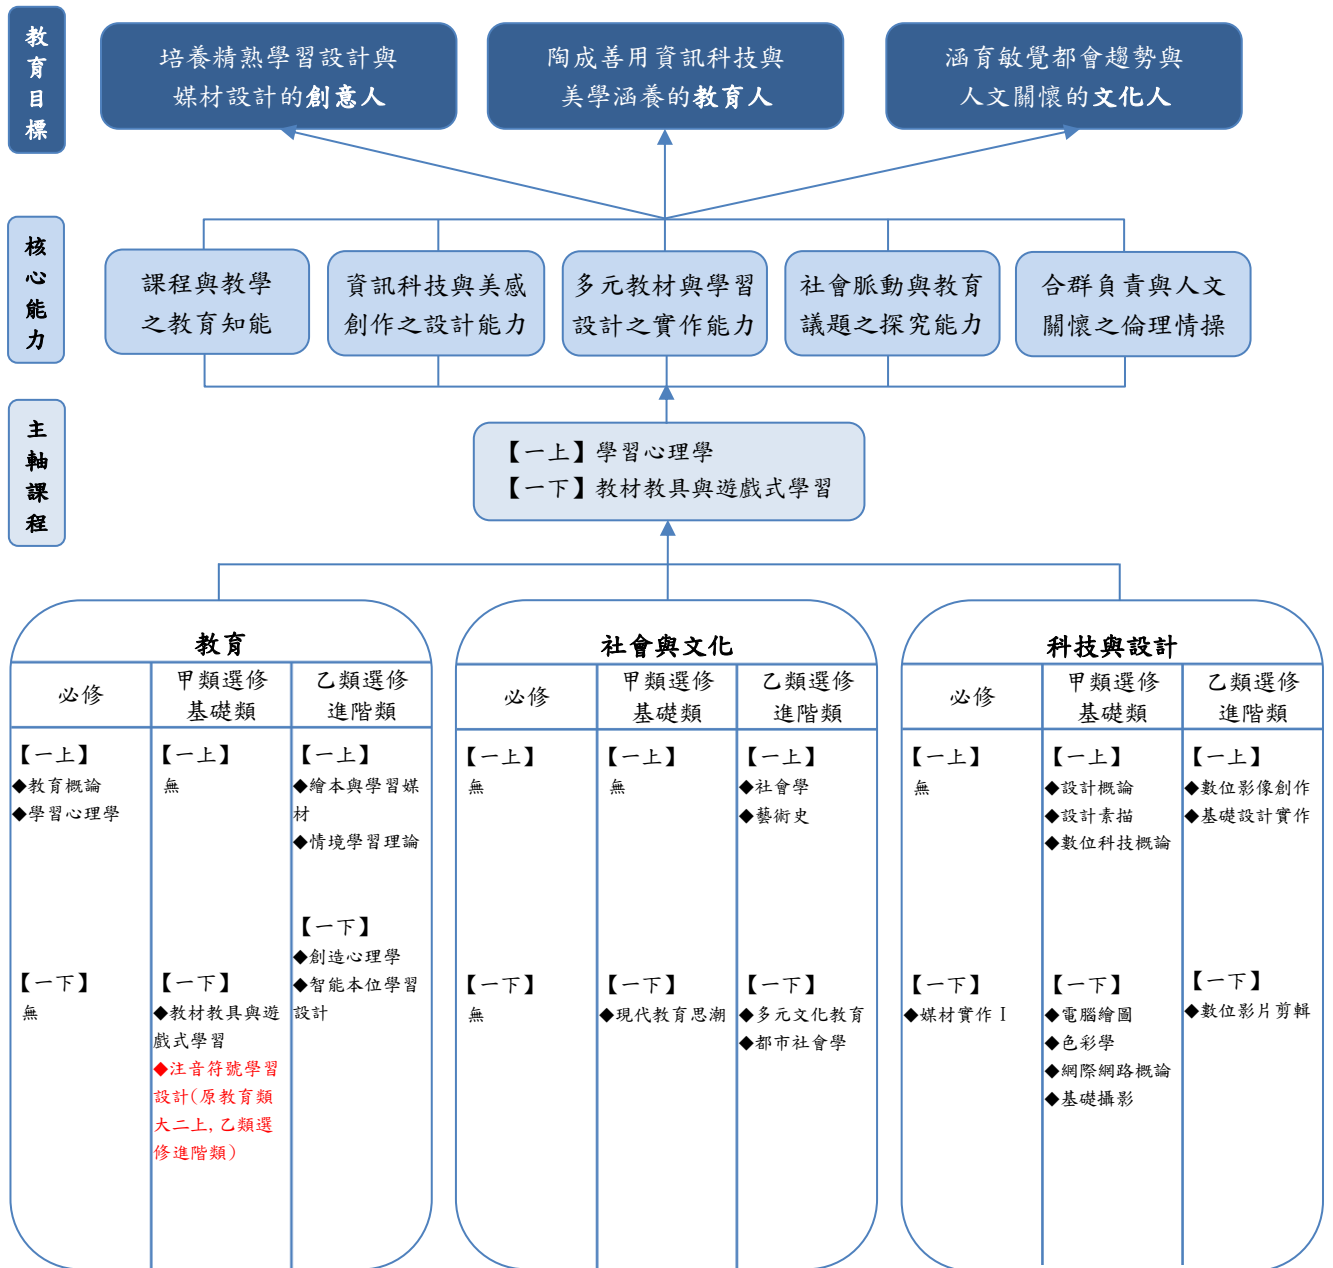 教育目標
培養精熟學習設計與
媒材設計的創意人
陶成善用資訊科技與
美學涵養的教育人
涵育敏覺都會趨勢與
人文關懷的文化人
核心能力
課程與教學
之教育知能
資訊科技與美感
創作之設計能力
多元教材與學習
設計之實作能力
社會脈動與教育
議題之探究能力
合群負責與人文
關懷之倫理情操
主軸課程
【一上】學習心理學
【一下】教材教具與遊戲式學習
教育
必修
甲類選修
基礎類
乙類選修
進階類
【一上】
◆教育概論
◆學習心理學
【一下】
無
【一上】
無
【一下】
◆教材教具與遊
戲式學習
◆注音符號學習
設計(原教育類
大二上,乙類選
修進階類)
【一上】
◆繪本與學習媒
材
◆情境學習理論
【一下】
◆創造心理學
◆智能本位學習
設計
社會與文化
必修
甲類選修
基礎類
乙類選修
進階類
【一上】
無
【一下】
無
【一上】
無
【一下】
◆現代教育思潮
【一上】
◆社會學
◆藝術史
【一下】
◆多元文化教育
◆都市社會學
科技與設計
必修
甲類選修
基礎類
乙類選修
進階類
【一上】
無
【一下】
◆媒材實作 I
【一上】
◆設計概論
◆設計素描
◆數位科技概論
【一下】
◆電腦繪圖
◆色彩學
◆網際網路概論
◆基礎攝影
【一上】
◆數位影像創作
◆基礎設計實作
【一下】
◆數位影片剪輯